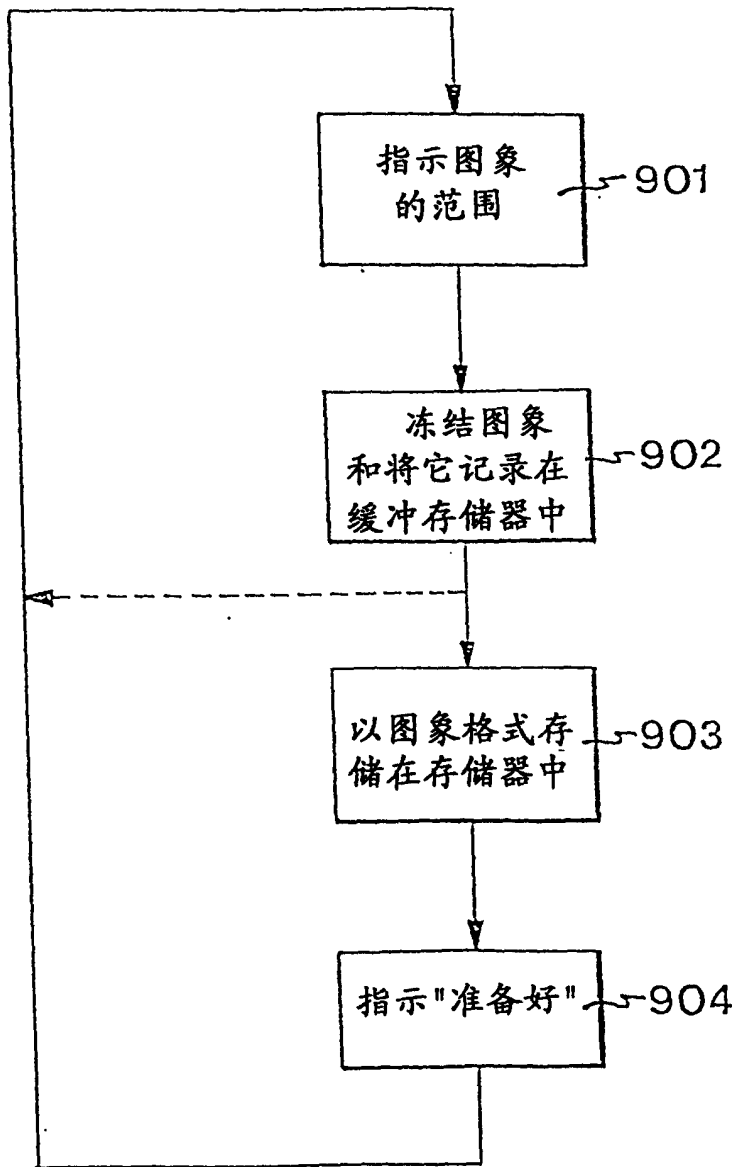 指示图象
的范围
901
冻结图象
和将它记录在
缓冲存储器中
902
以图象格式存
储在存储器中
903
指示"准备好"
904